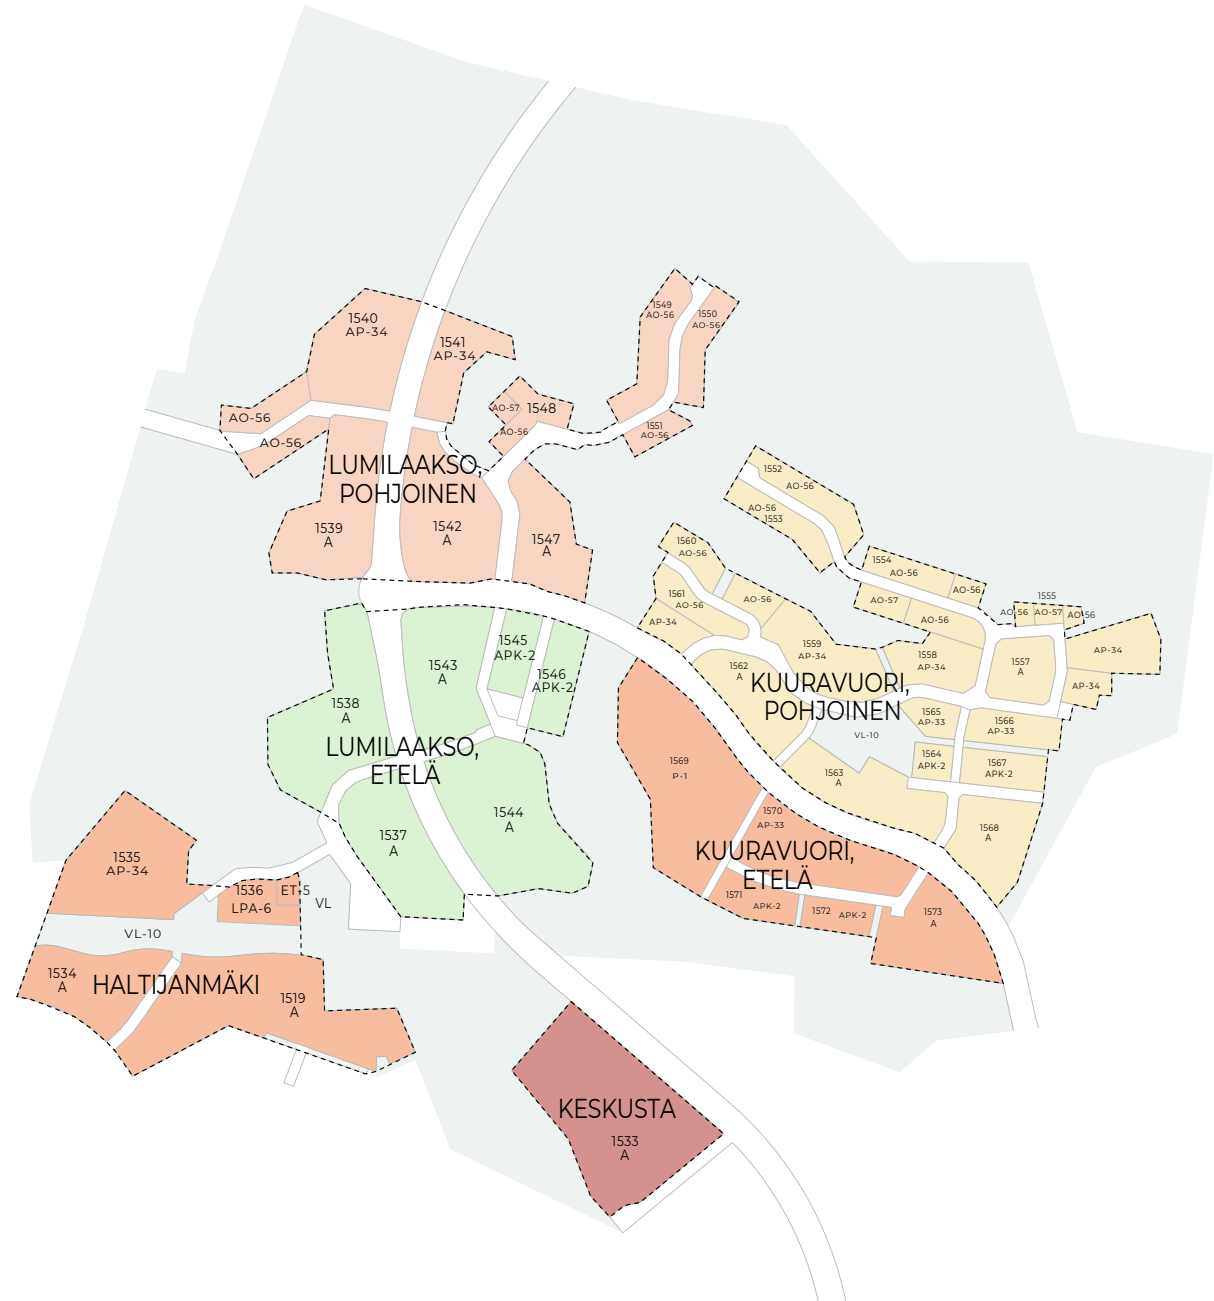 1540
AP-34
1541
AP-34
AO-56
AO-56
AO-57
1548
AO-56
1549
AO-56
1550
AO-56
1551
AO-56
LUMILAAKSO,
POHJOINEN
1539
A
1542
A
1547
A
1552
AO-56
AO-56
1553
1554
AO-56
AO-56
AO-57
AO-56
1555
AO-56
AO-57
AO-56
1560
AO-56
1561
AO-56
AP-34
AO-56
1559
AP-34
1558
AP-34
1557
A
AP-34
AP-34
1562
A
KUURAVUORI,
POHJOINEN
VL-10
1565
AP-33
1566
AP-33
1564
APK-2
1567
APK-2
1563
A
1568
A
1545
APK-2
1546
APK-2
1543
A
1538
A
LUMILAAKSO,
ETELÄ
1537
A
1544
A
1569
P-1
1570
AP-33
KUURAVUORI,
ETELÄ
1571
APK-2
1572
APK-2
1573
A
1535
AP-34
1536
LPA-6
ET-5
VL
VL-10
1534
A
HALTIJANMÄKI
1519
A
KESKUSTA
1533
A